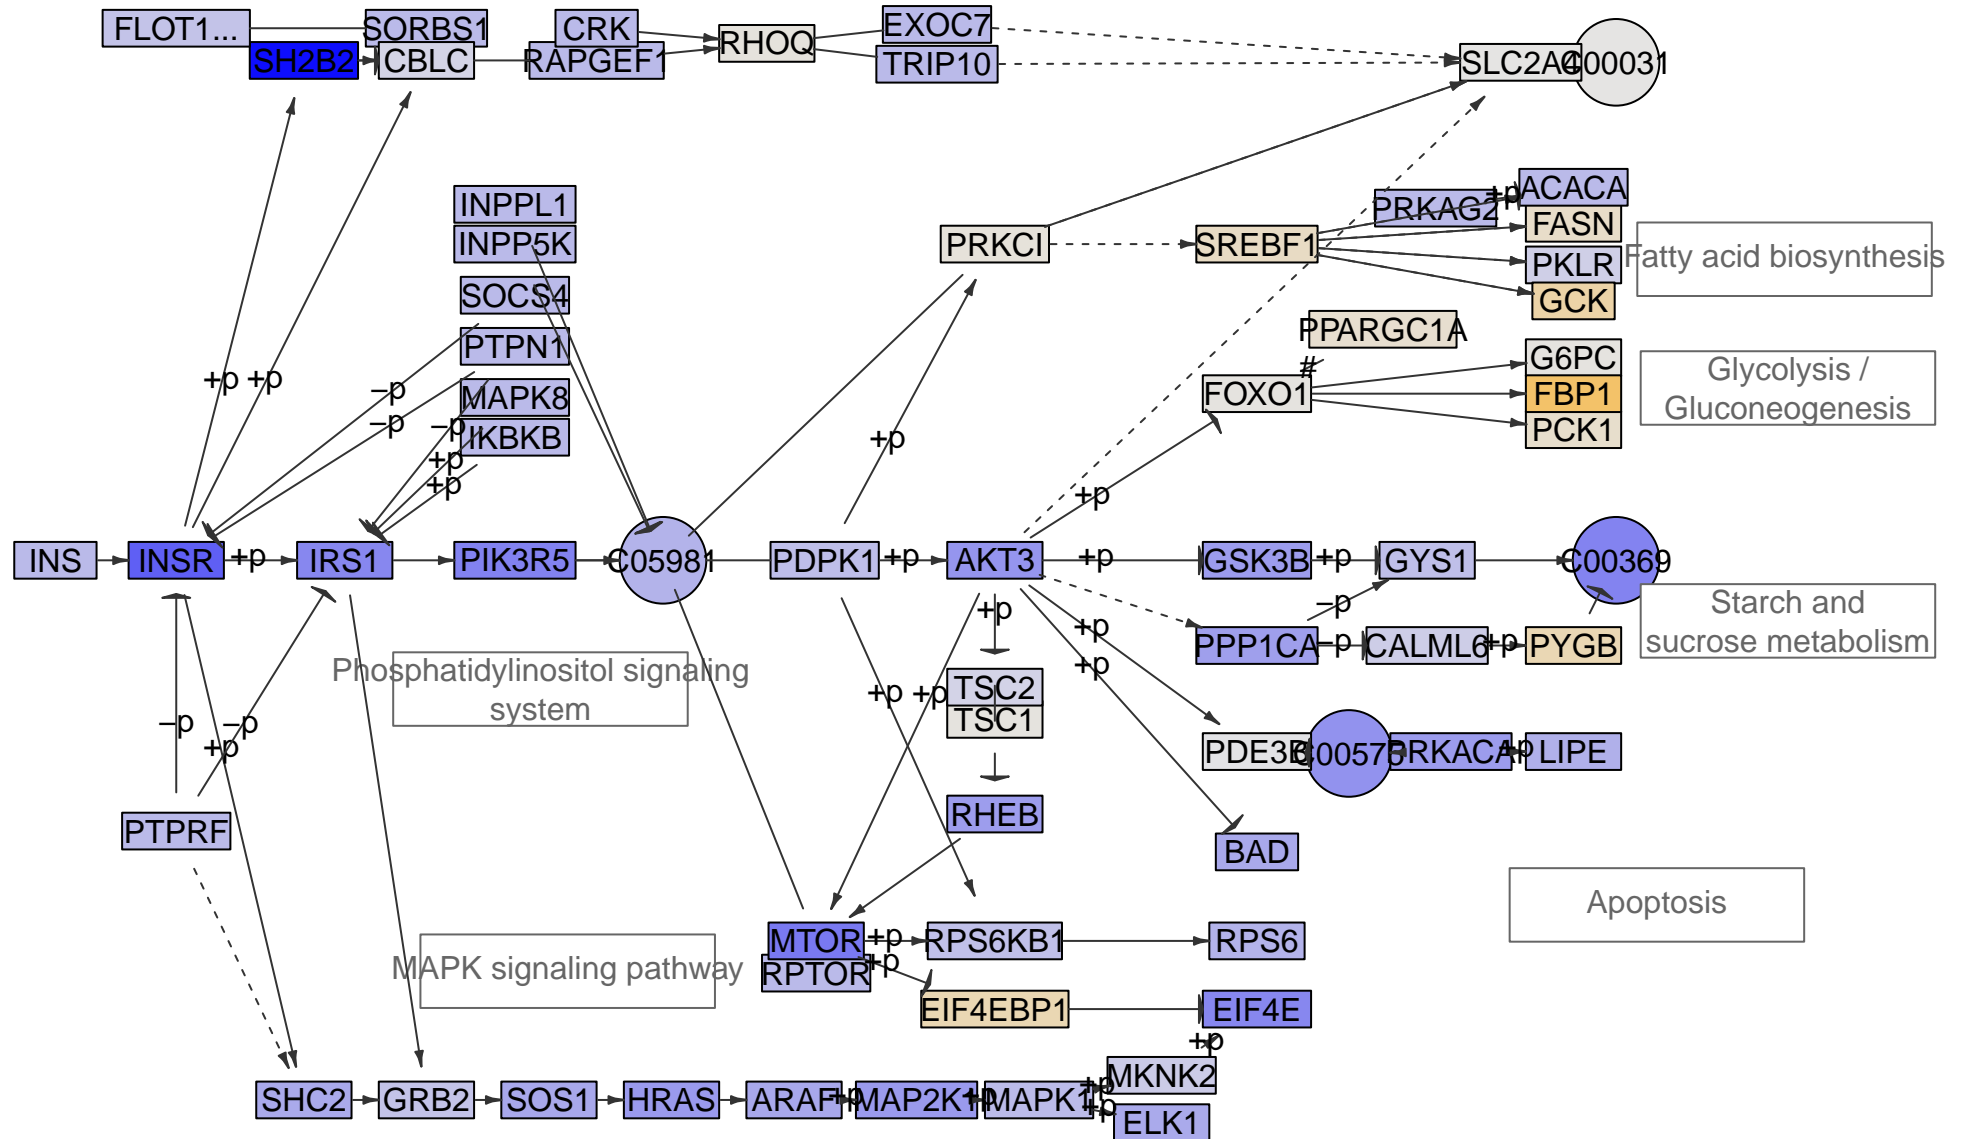 FLOT1...
SORBS1
CRK
EXOC7
SH2B2
CBLC
RAPGEF1
RHOQ
TRIP10
SLC2A4
C00031
INPPL1
INPP5K
SOCS4
PTPN1
MAPK8
IKBKB
PRKCI
SREBF1
PRKAG2
+p
ACACA
FASN
PKLR
GCK
Fatty acid biosynthesis
PPARGC1A
#
FOXO1
G6PC
FBP1
PCK1
Glycolysis /
Gluconeogenesis
+p
+p
−p
−p
−p
+p
+p
+p
+p
INS
INSR
+p
IRS1
PIK3R5
C05981
PDPK1
+p
AKT3
+p
GSK3B
+p
GYS1
C00369
−p
+p
+p
+p
PPP1CA
−p
CALML6
+p
PYGB
Starch and
sucrose metabolism
Phosphatidylinositol signaling
system
−p
+p
−p
+p
+p
TSC2
TSC1
PDE3B
C00575
PRKACA
+p
LIPE
PTPRF
RHEB
BAD
Apoptosis
MAPK signaling pathway
MTOR
RPTOR
+p
+p
RPS6KB1
RPS6
EIF4EBP1
EIF4E
+p
SHC2
GRB2
SOS1
HRAS
ARAF
+p
MAP2K1
+p
MAPK1
+p
+p
MKNK2
ELK1